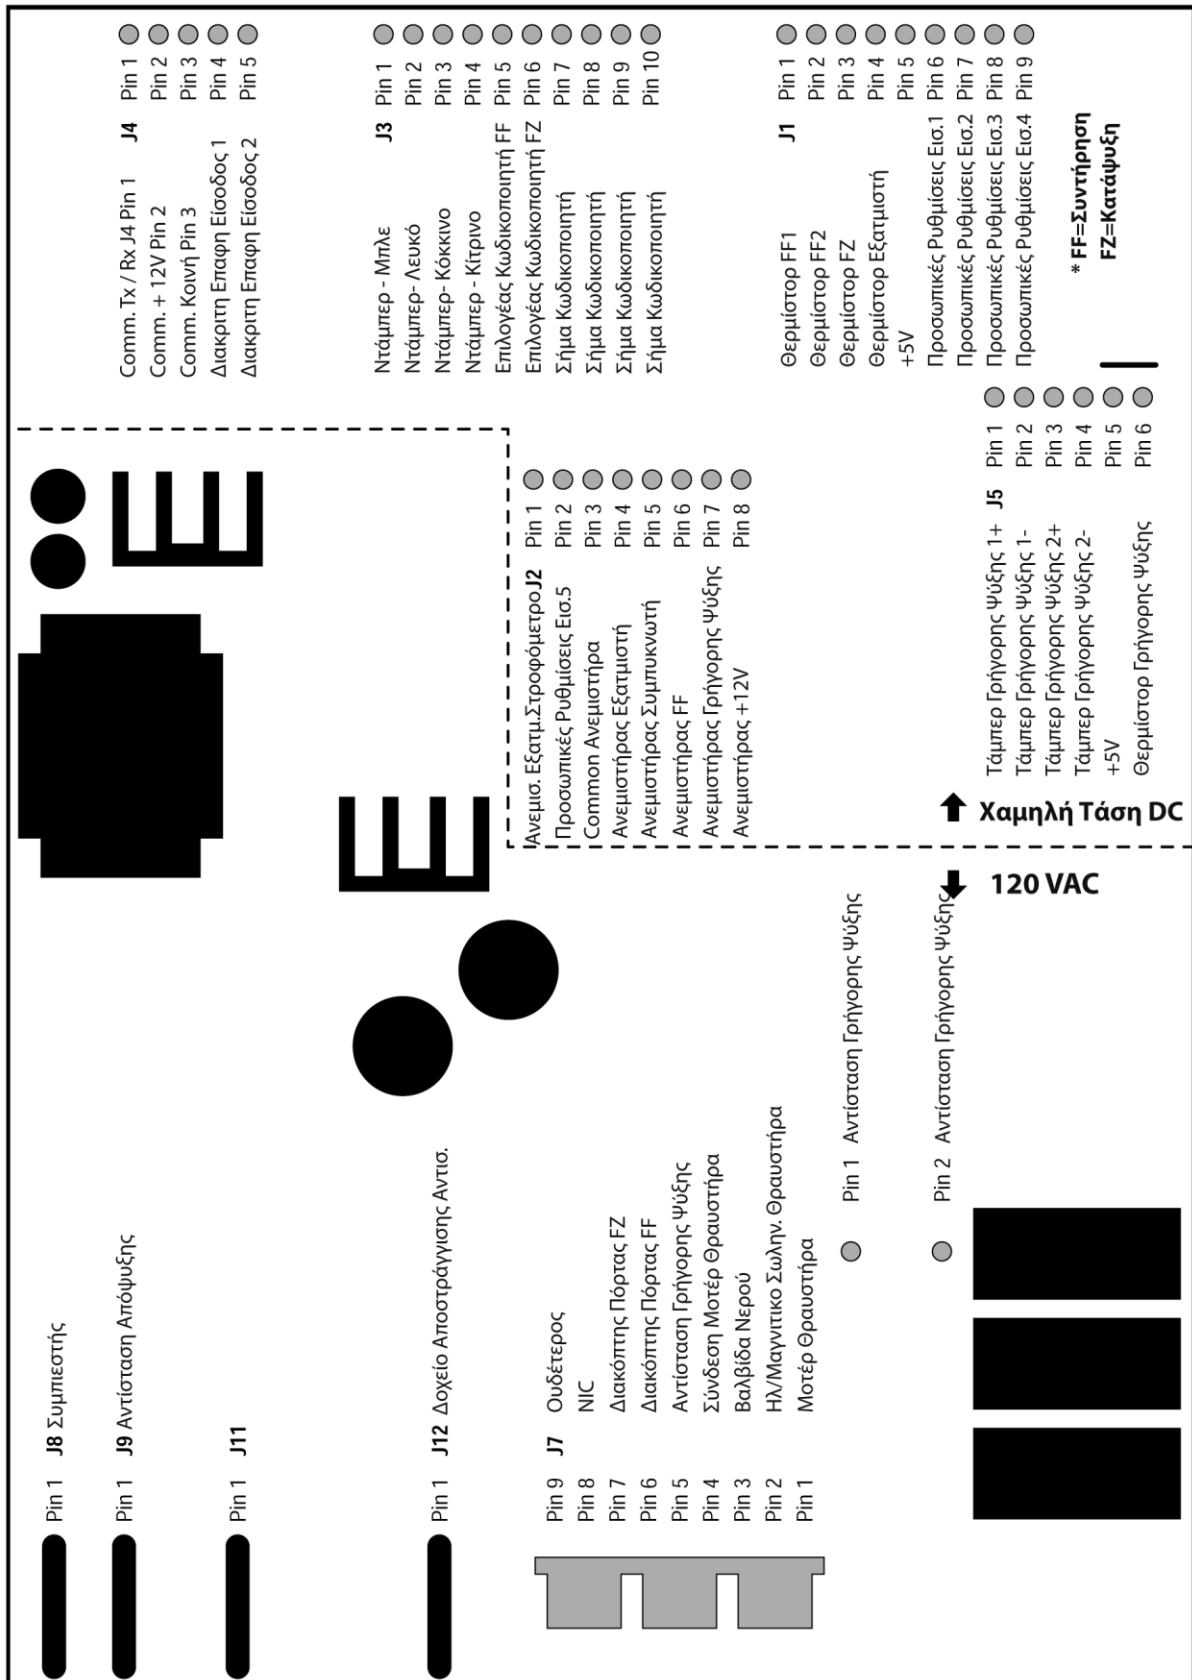 J4
Comm. Tx / Rx J4 Pin 1 Pin 1
Comm. + 12V Pin 2 Pin 2
Comm. Κοινή Pin 3 Pin 3
Διακριτη Επαφη Είσοδος 1 Pin 4
Διακριτη Επαφη Είσοδος 2 Pin 5
J3
Ντάμπερ - Μπλε Pin 1
Ντάμπερ- Λευκό Pin 2
Ντάμπερ- Κόκκινο Pin 3
Ντάμπερ - Κίτρινο Pin 4
Επιλογέας Κωδικοποιητή FF Pin 5
Επιλογέας Κωδικοποιητή FZ Pin 6
Σήμα Κωδικοποιητή Pin 7
Σήμα Κωδικοποιητή Pin 8
Σήμα Κωδικοποιητή Pin 9
Σήμα Κωδικοποιητή Pin 10
J1
Θερμίστορ FF1 Pin 1
Θερμίστορ FF2 Pin 2
Θερμίστορ FZ Pin 3
Θερμίστορ Εξατμιστή Pin 4
+5V Pin 5
Προσωπικές Ρυθμίσεις Εισ.1 Pin 6
Προσωπικές Ρυθμίσεις Εισ.2 Pin 7
Προσωπικές Ρυθμίσεις Εισ.3 Pin 8
Προσωπικές Ρυθμίσεις Εισ.4 Pin 9
* FF=Συντήρηση
FZ=Κατάψυξη
J2
Ανεμισ. Εξατμ.Στροφόμετρο Pin 1
Προσωπικές Ρυθμίσεις Εισ.5 Pin 2
Common Ανεμιστήρα Pin 3
Ανεμιστήρας Εξατμιστή Pin 4
Ανεμιστήρας Συμπυκνωτή Pin 5
Ανεμιστήρας FF Pin 6
Ανεμιστήρας Γρήγορης Ψύξης Pin 7
Ανεμιστήρας +12V Pin 8
J5
Τάμπερ Γρήγορης Ψύξης 1+ Pin 1
Τάμπερ Γρήγορης Ψύξης 1- Pin 2
Τάμπερ Γρήγορης Ψύξης 2+ Pin 3
Τάμπερ Γρήγορης Ψύξης 2- Pin 4
+5V Pin 5
Θερμίστορ Γρήγορης Ψύξης Pin 6
Χαμηλή Τάση DC
120 VAC
Pin 1 J8 Συμπιεστής
Pin 1 J9 Αντίσταση Απόψυξης
Pin 1 J11
Pin 1 J12 Δοχείο Αποστράγγισης Αντισ.
J7
Pin 9 Ουδέτερος
Pin 8 NIC
Pin 7 Διακόπτης Πόρτας FZ
Pin 6 Διακόπτης Πόρτας FF
Pin 5 Αντίσταση Γρήγορης Ψύξης
Pin 4 Σύνδεση Μοτέρ Θραυστήρα
Pin 3 Βαλβίδα Νερού
Pin 2 Ηλ/Μαγνιτικο Σωλην. Θραυστήρα
Pin 1 Μοτέρ Θραυστήρα
Pin 1 Αντίσταση Γρήγορης Ψύξης
Pin 2 Αντίσταση Γρήγορης Ψύξης